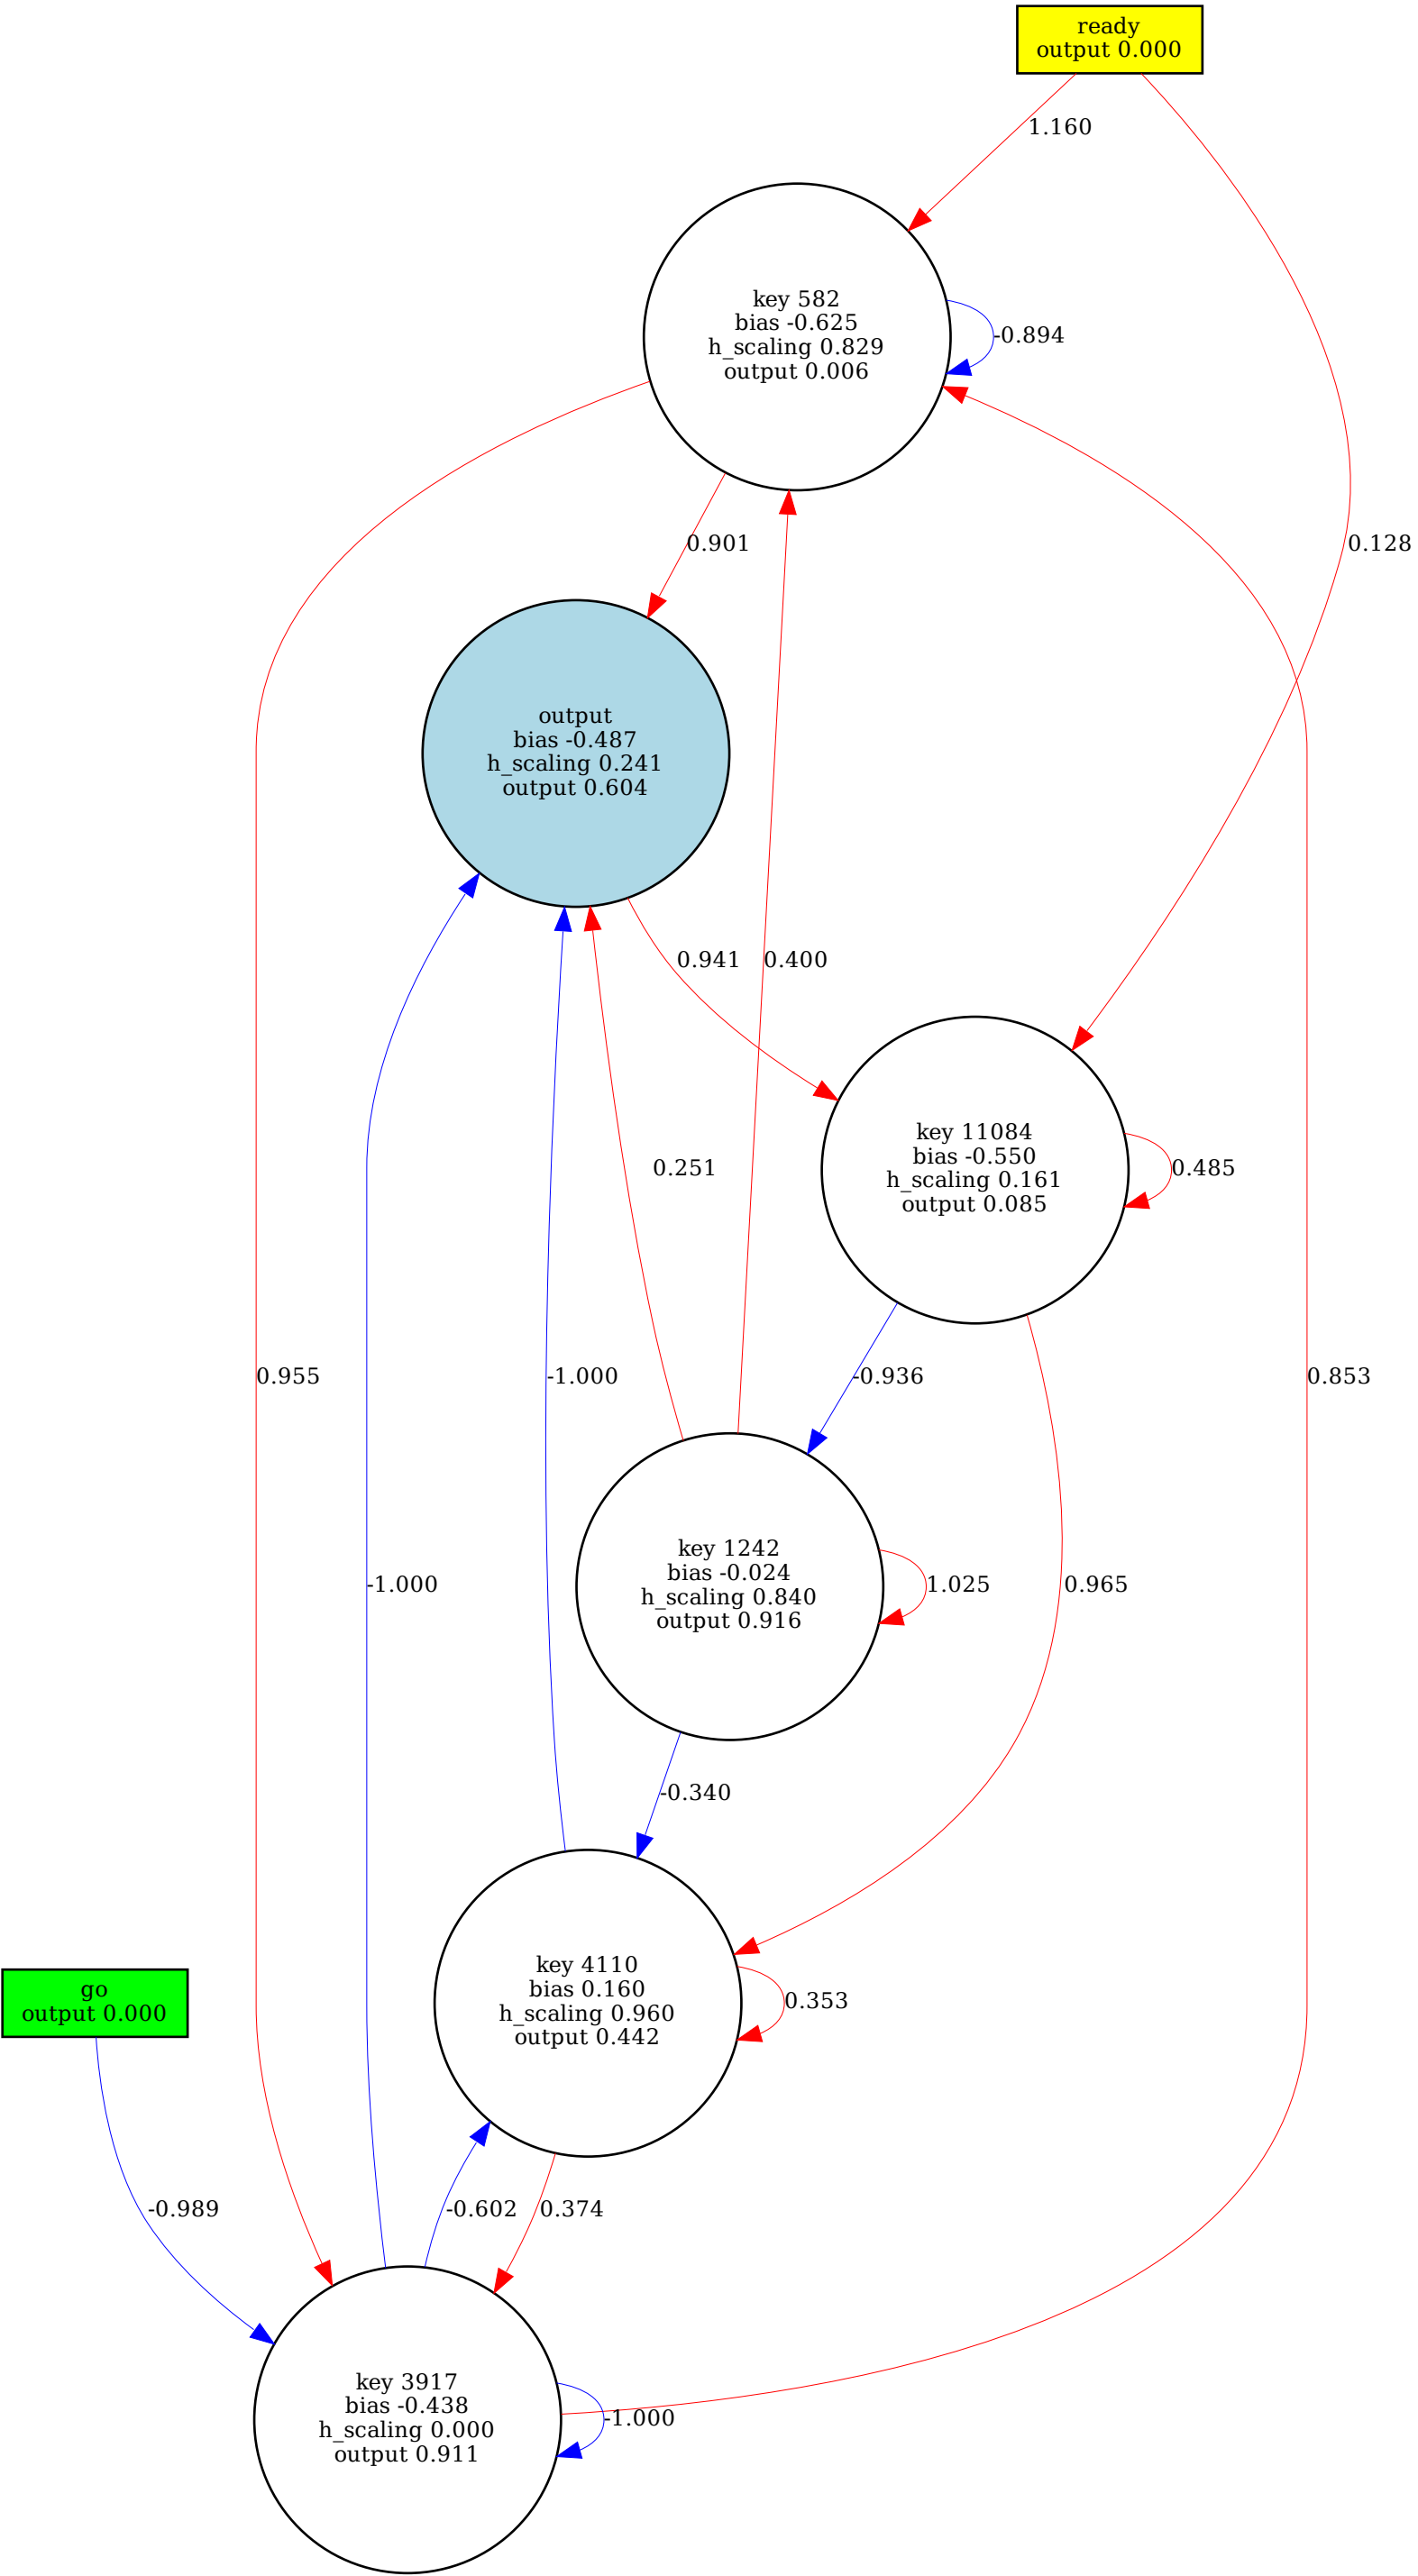 ready
output 0.000
1.160
key 582
bias -0.625
h_scaling 0.829
output 0.006
-0.894
0.901
0.128
output
bias -0.487
h_scaling 0.241
output 0.604
0.941
0.400
key 11084
bias -0.550
h_scaling 0.161
output 0.085
0.251
0.485
0.955
-1.000
-0.936
0.853
key 1242
bias -0.024
h_scaling 0.840
output 0.916
-1.000
1.025
0.965
-0.340
key 4110
bias 0.160
h_scaling 0.960
output 0.442
go
output 0.000
0.353
-0.989
-0.602
0.374
key 3917
bias -0.438
h_scaling 0.000
output 0.911
-1.000